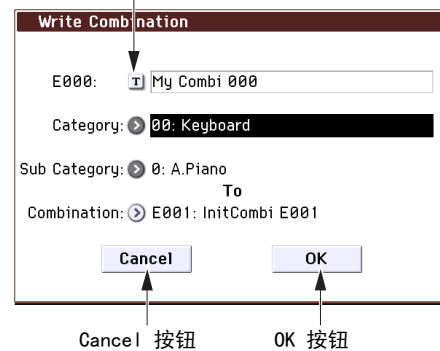 Write Combination
E000: T My Combi 000
Category: 00: Keyboard
Sub Category: 0: A.Piano
To
Combination: E001: InitCombi E001
Cancel OK
Cancel 按钮 OK 按钮